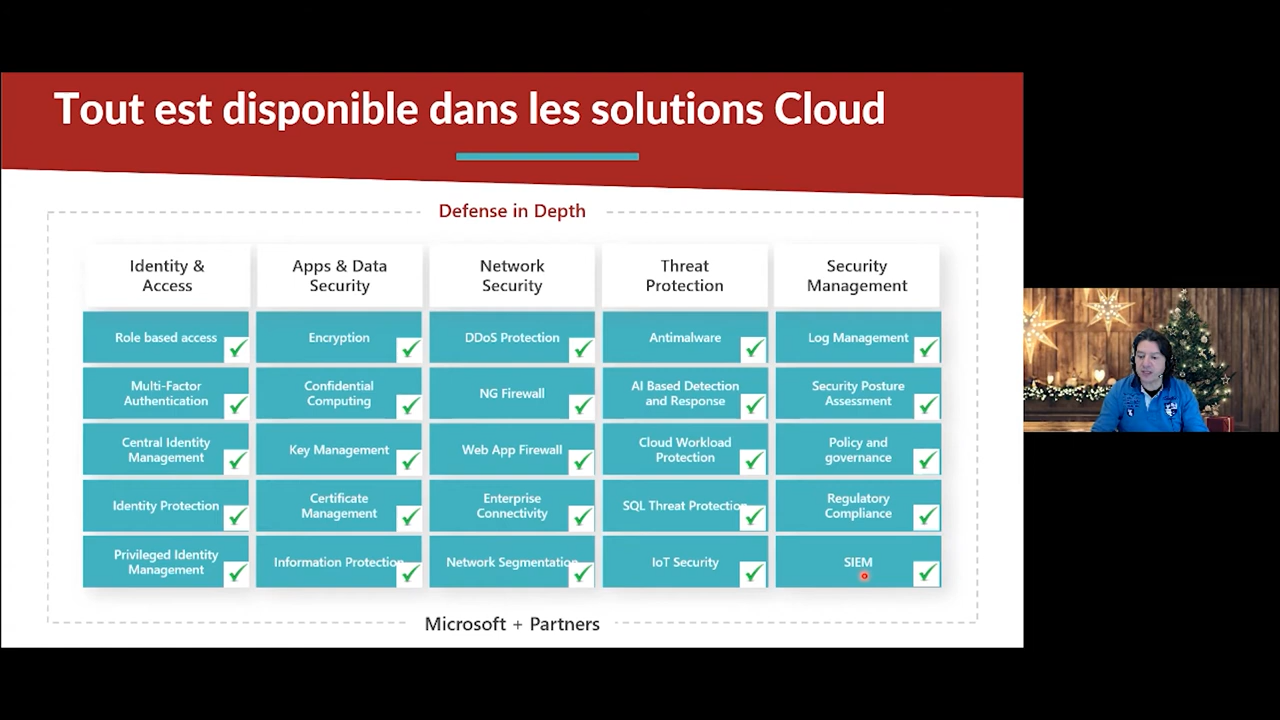 Tout est disponible dans les solutions Cloud
Defense in Depth
Identity &
Access
Apps & Data
Security
Network
Security
Threat
Protection
Security
Management
Role based access
Encryption
DDoS Protection
Antimalware
Log Management
Multi-Factor
Authentication
Confidential
Computing
NG Firewall
AI Based Detection
and Response
Security Posture
Assessment
Central Identity
Management
Key Management
Web App Firewall
Cloud Workload
Protection
Policy and
governance
Identity Protection
Certificate
Management
Enterprise
Connectivity
SQL Threat Protection
Regulatory
Compliance
Privileged Identity
Management
Information Protection
Network Segmentation
IoT Security
SIEM
Microsoft + Partners